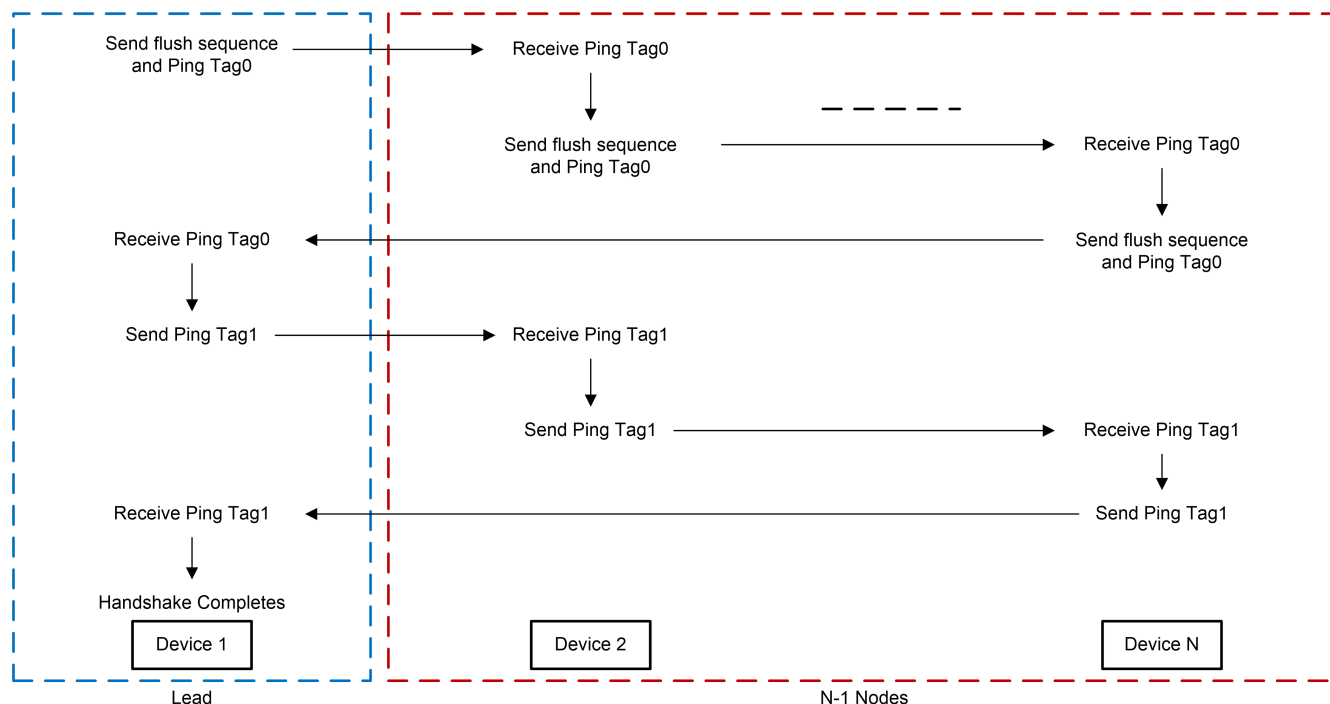 Send flush sequence
and Ping Tag0
Receive Ping Tag0
Send flush sequence
and Ping Tag0
Receive Ping Tag0
Receive Ping Tag0
Send flush sequence
and Ping Tag0
Send Ping Tag1
Receive Ping Tag1
Send Ping Tag1
Receive Ping Tag1
Receive Ping Tag1
Send Ping Tag1
Handshake Completes
Device 1
Device 2
Device N
Lead
N-1 Nodes